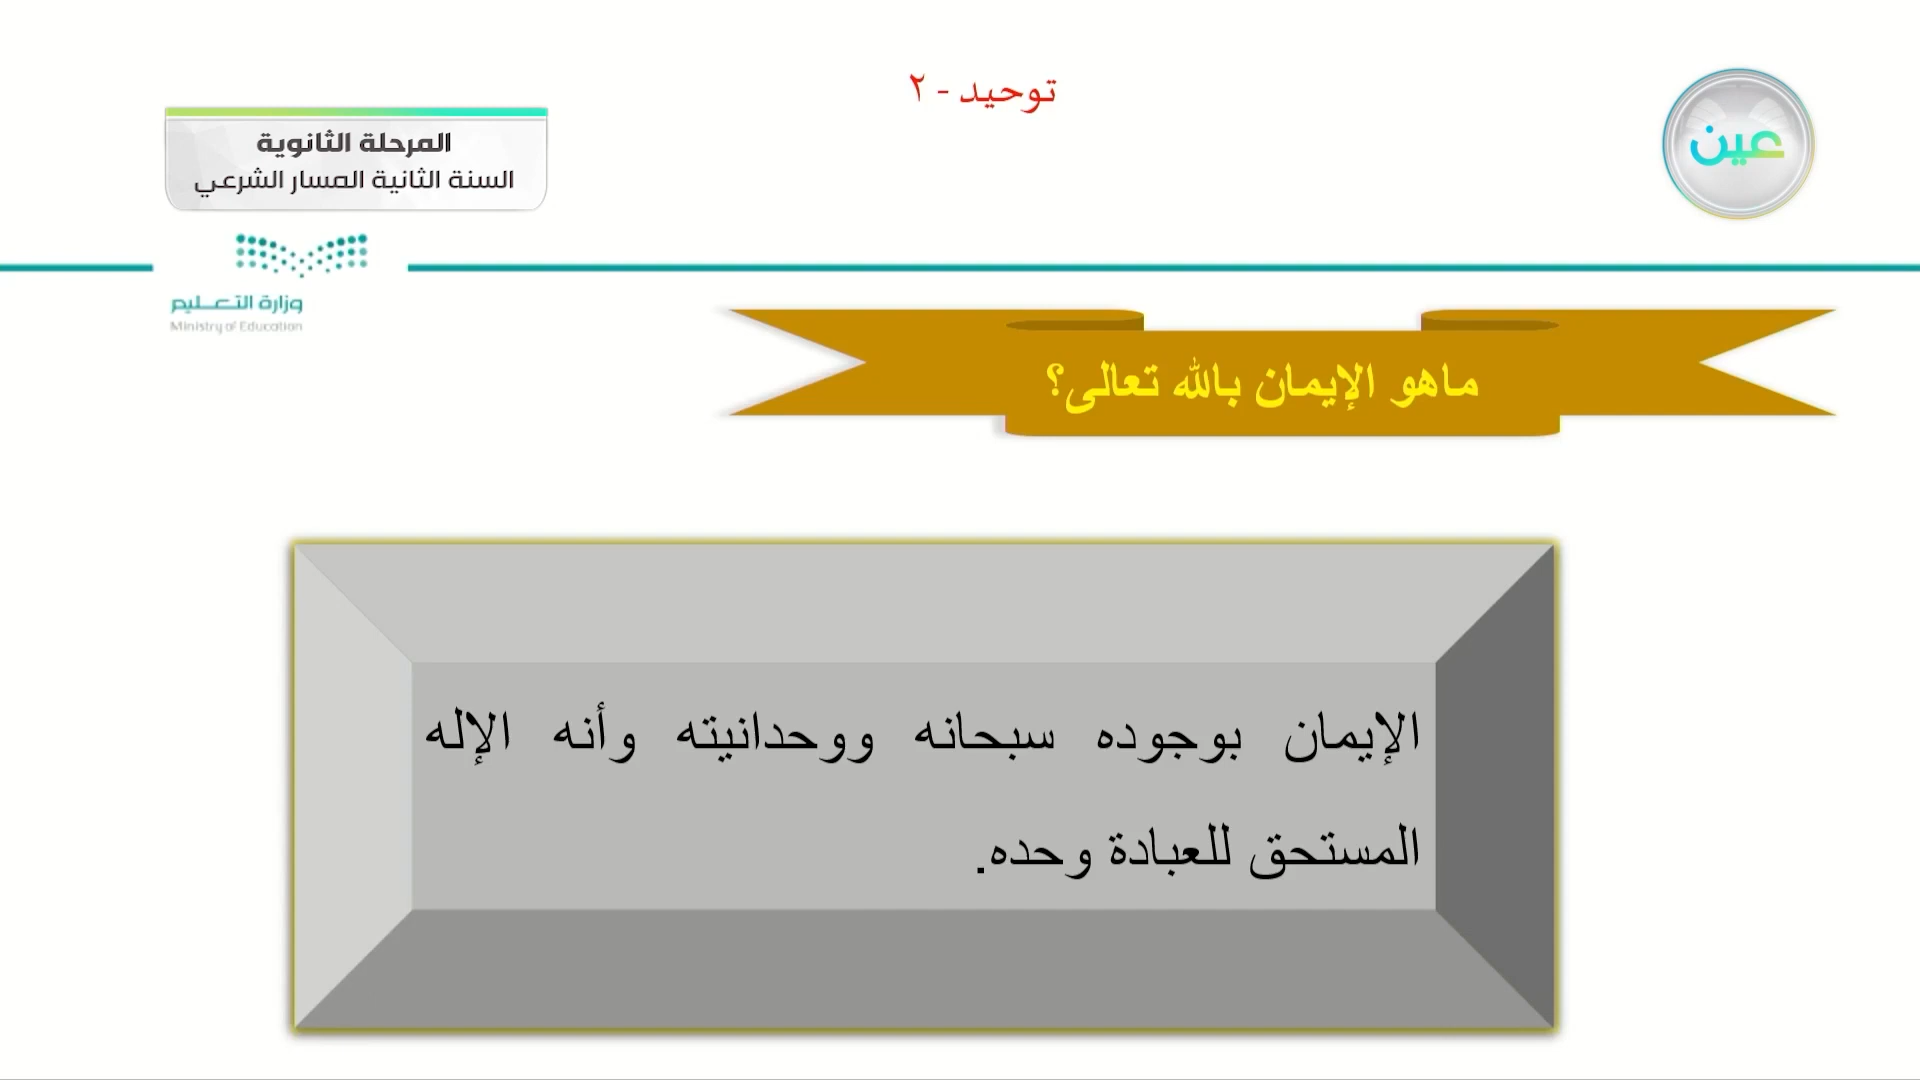 توحيد - ٢
عين
المرحلة الثانوية
السنة الثانية المسار الشرعي
وزارة التعليم
Ministry of Education
ماهو الإيمان بالله تعالى؟
الإيمان بوجوده سبحانه ووحدانيته وأنه الإله
المستحق للعبادة وحده.